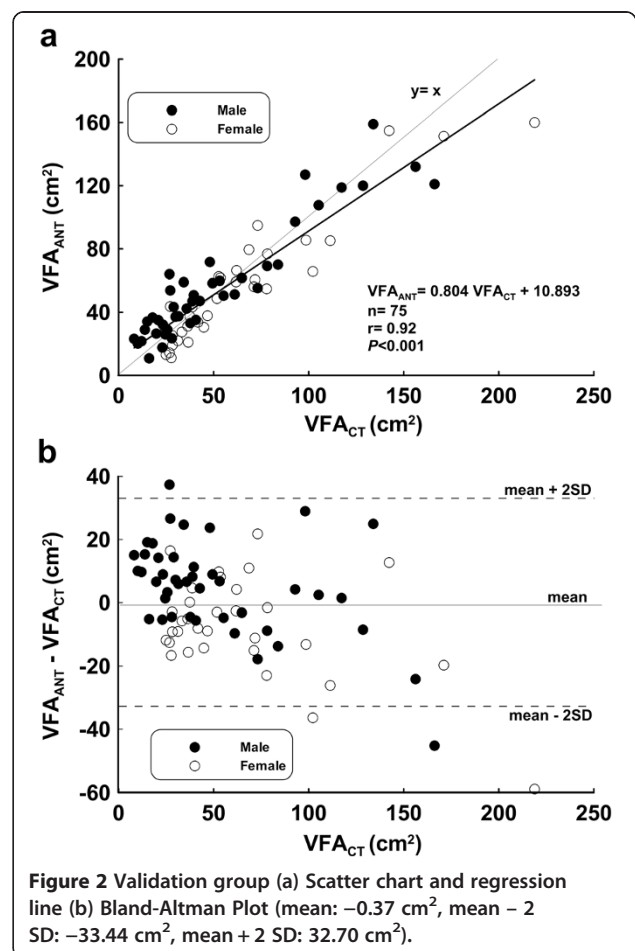 a
200
160
120
80
40
0
VFAANT (cm²)
Male
Female
y= x
VFAANT= 0.804 VFACT + 10.893
n= 75
r= 0.92
P<0.001
0 50 100 150 200 250
VFACT (cm²)
b
40
20
0
-20
-40
-60
VFAANT - VFACT (cm²)
mean + 2SD
mean
mean - 2SD
Male
Female
0 50 100 150 200 250
VFACT (cm²)
Figure 2 Validation group (a) Scatter chart and regression
line (b) Bland-Altman Plot (mean: −0.37 cm², mean – 2
SD: −33.44 cm², mean + 2 SD: 32.70 cm²).